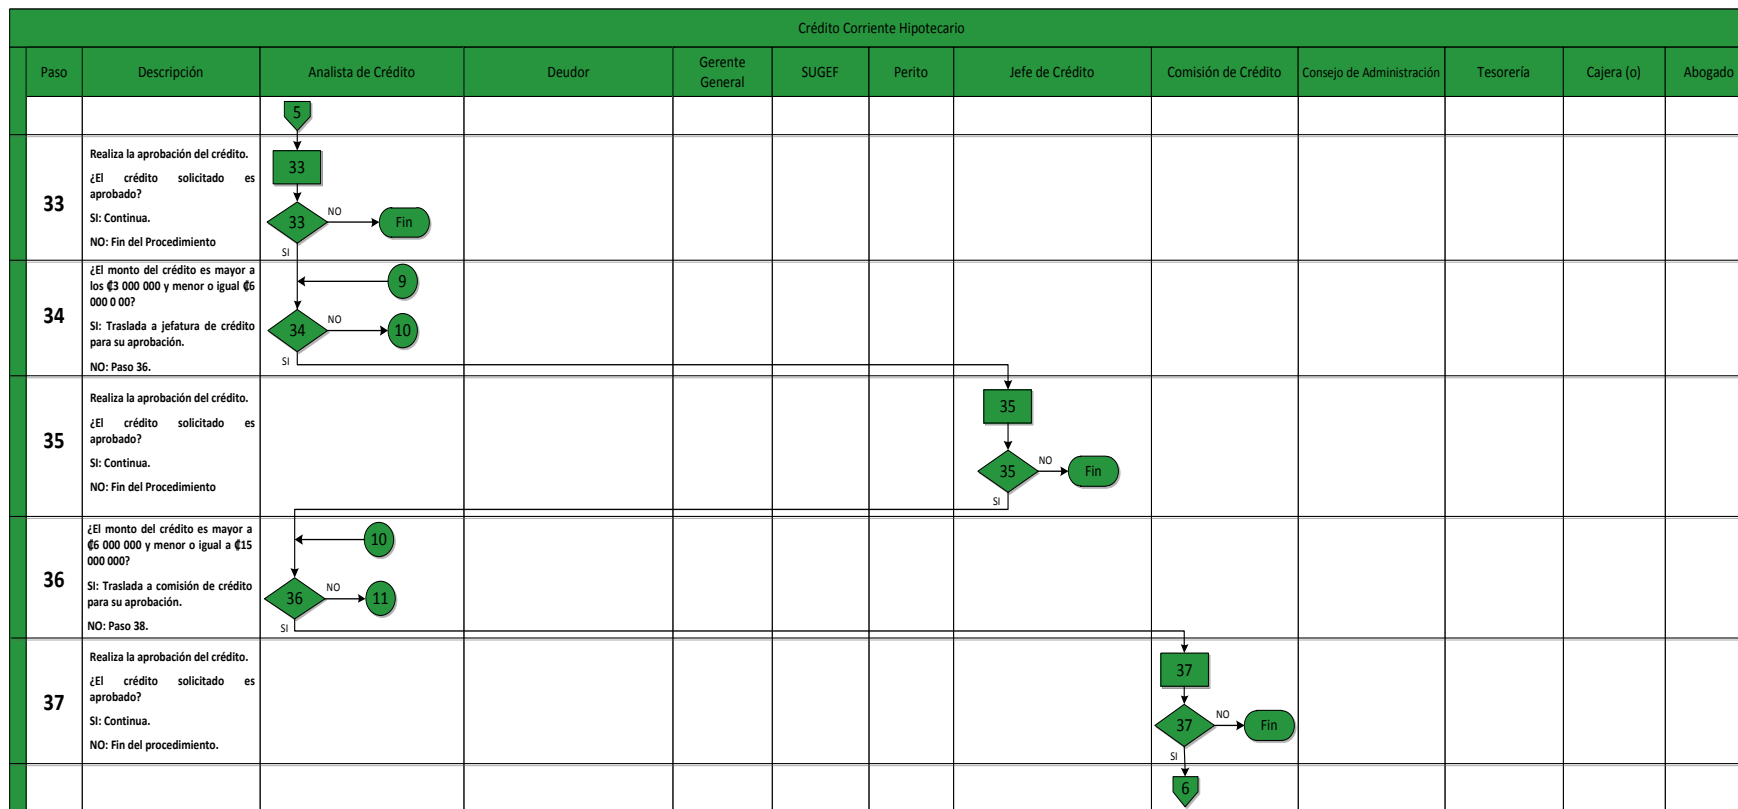 Crédito Corriente Hipotecario
Paso
Descripción
Analista de Crédito
Deudor
Gerente
General
SUGEF
Perito
Jefe de Crédito
Comisión de Crédito
Consejo de Administración
Tesorería
Cajera (o)
Abogado
5
33
Realiza la aprobación del crédito.
¿El crédito solicitado es
aprobado?
SI: Continua.
NO: Fin del Procedimiento
33
33
NO
Fin
SI
34
¿El monto del crédito es mayor a
los ₡3 000 000 y menor o igual ₡6
000 0 00?
SI: Traslada a jefatura de crédito
para su aprobación.
NO: Paso 36.
9
34
NO
10
SI
35
Realiza la aprobación del crédito.
¿El crédito solicitado es
aprobado?
SI: Continua.
NO: Fin del Procedimiento
35
35
NO
Fin
SI
36
¿El monto del crédito es mayor a
₡6 000 000 y menor o igual a ₡15
000 000?
SI: Traslada a comisión de crédito
para su aprobación.
NO: Paso 38.
10
36
NO
11
SI
37
Realiza la aprobación del crédito.
¿El crédito solicitado es
aprobado?
SI: Continua.
NO: Fin del procedimiento.
37
37
NO
Fin
SI
6